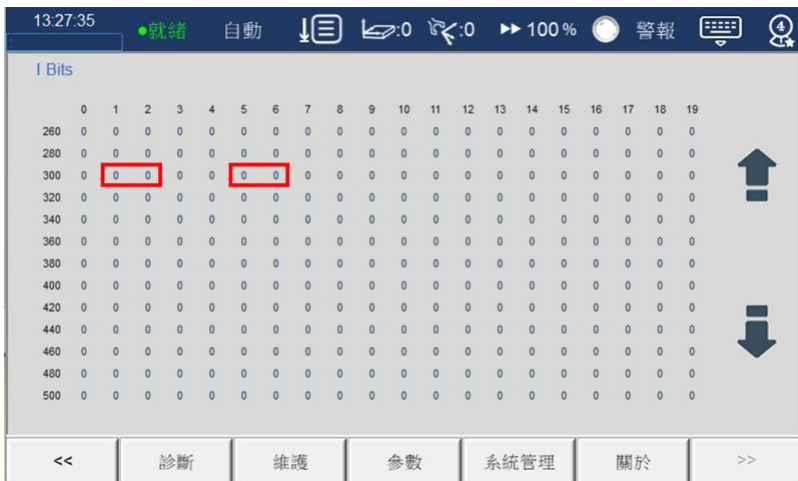 13:27:35 ●就緒 自動 :0 :0 100 % 警報 4
I Bits
0 1 2 3 4 5 6 7 8 9 10 11 12 13 14 15 16 17 18 19
260 0 0 0 0 0 0 0 0 0 0 0 0 0 0 0 0 0 0 0 0
280 0 0 0 0 0 0 0 0 0 0 0 0 0 0 0 0 0 0 0 0
300 0 0 0 0 0 0 0 0 0 0 0 0 0 0 0 0 0 0 0 0
320 0 0 0 0 0 0 0 0 0 0 0 0 0 0 0 0 0 0 0 0
340 0 0 0 0 0 0 0 0 0 0 0 0 0 0 0 0 0 0 0 0
360 0 0 0 0 0 0 0 0 0 0 0 0 0 0 0 0 0 0 0 0
380 0 0 0 0 0 0 0 0 0 0 0 0 0 0 0 0 0 0 0 0
400 0 0 0 0 0 0 0 0 0 0 0 0 0 0 0 0 0 0 0 0
420 0 0 0 0 0 0 0 0 0 0 0 0 0 0 0 0 0 0 0 0
440 0 0 0 0 0 0 0 0 0 0 0 0 0 0 0 0 0 0 0 0
460 0 0 0 0 0 0 0 0 0 0 0 0 0 0 0 0 0 0 0 0
480 0 0 0 0 0 0 0 0 0 0 0 0 0 0 0 0 0 0 0 0
500 0 0 0 0 0 0 0 0 0 0 0 0 0 0 0 0 0 0 0 0
<< 診斷 維護 參數 系統管理 關於 >>